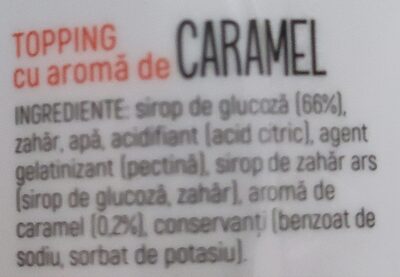 TOPPING
cu aromă de CARAMEL
INGREDIENTE: sirop de glucoză (66%),
zahăr, apă, acidifiant (acid citric), agent
gelatinizant (pectină), sirop de zahăr ars
(sirop de glucoză, zahăr), aromă de
caramel (0,2%), conservanți (benzoat de
sodiu, sorbat de potasiu).